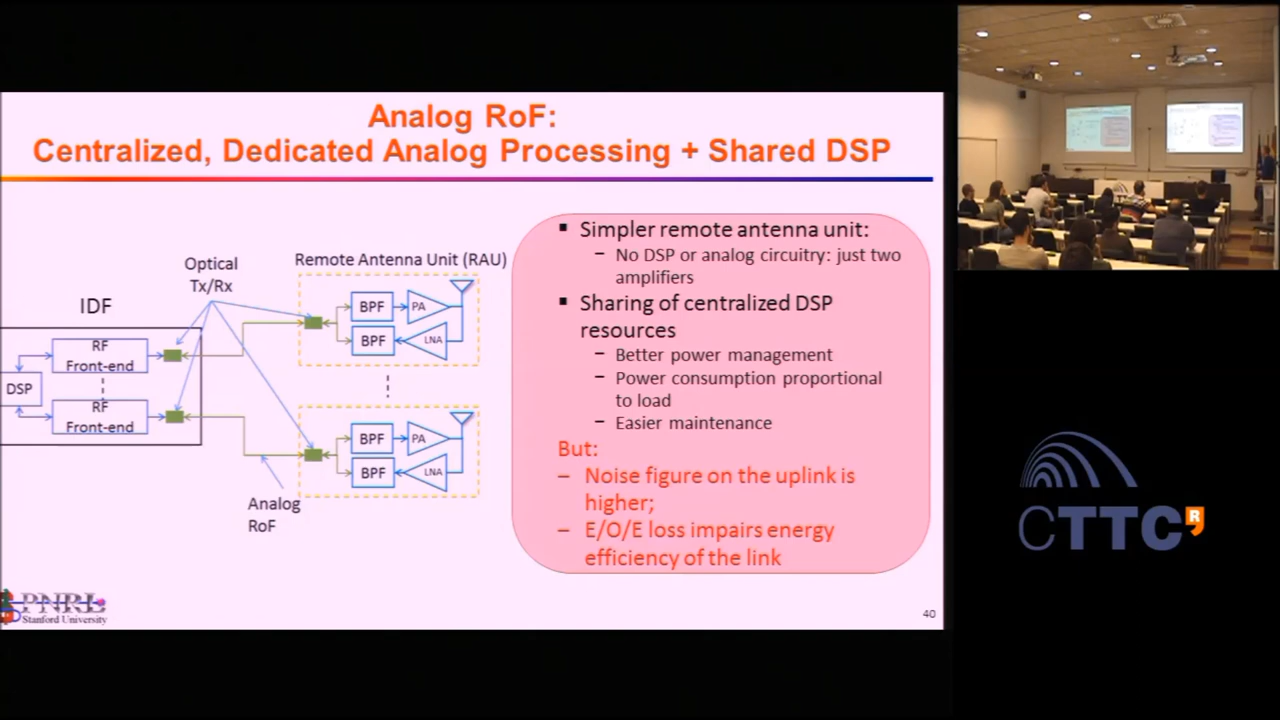 Analog RoF:
Centralized, Dedicated Analog Processing + Shared DSP
Optical
Tx/Rx
Remote Antenna Unit (RAU)
IDF
BPF
PA
BPF
LNA
RF
Front-end
DSP
RF
Front-end
BPF
PA
BPF
LNA
Analog
RoF
▪ Simpler remote antenna unit:
– No DSP or analog circuitry: just two
amplifiers
▪ Sharing of centralized DSP
resources
– Better power management
– Power consumption proportional
to load
– Easier maintenance
But:
– Noise figure on the uplink is
higher;
– E/O/E loss impairs energy
efficiency of the link
PNRL
Stanford University
40
CTTC
R